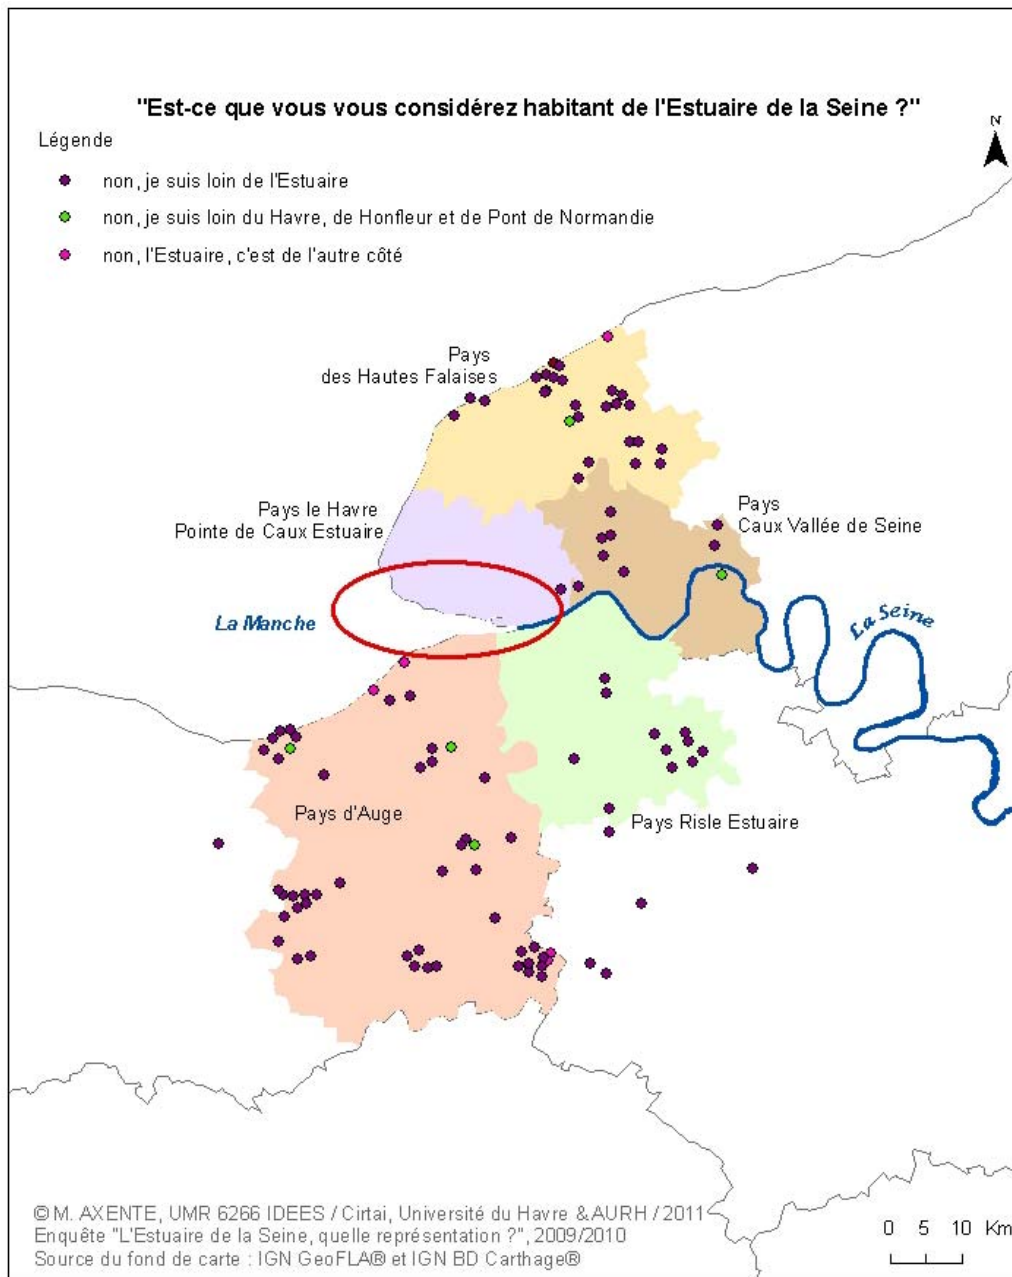 "Est-ce que vous vous considérez habitant de l'Estuaire de la Seine ?"
N
Légende
non, je suis loin de l'Estuaire
non, je suis loin du Havre, de Honfleur et de Pont de Normandie
non, l'Estuaire, c'est de l'autre côté
Pays
des Hautes Falaises
Pays le Havre
Pointe de Caux Estuaire
Pays
Caux Vallée de Seine
La Manche
La Seine
Pays d'Auge
Pays Risle Estuaire
© M. AXENTE, UMR 6266 IDEES / Cirtai, Université du Havre & AURH / 2011
Enquête "L'Estuaire de la Seine, quelle représentation ?", 2009/2010
Source du fond de carte : IGN GeoFLA® et IGN BD Carthage®
0 5 10 Km